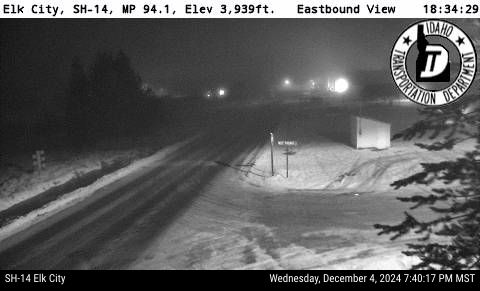 Elk City, SH-14, MP 94.1, Elev 3,939ft. Eastbound View 18:34:29
IDAHO
TRANSPORTATION DEPARTMENT
SH-14 Elk City
Wednesday, December 4, 2024 7:40:17 PM MST